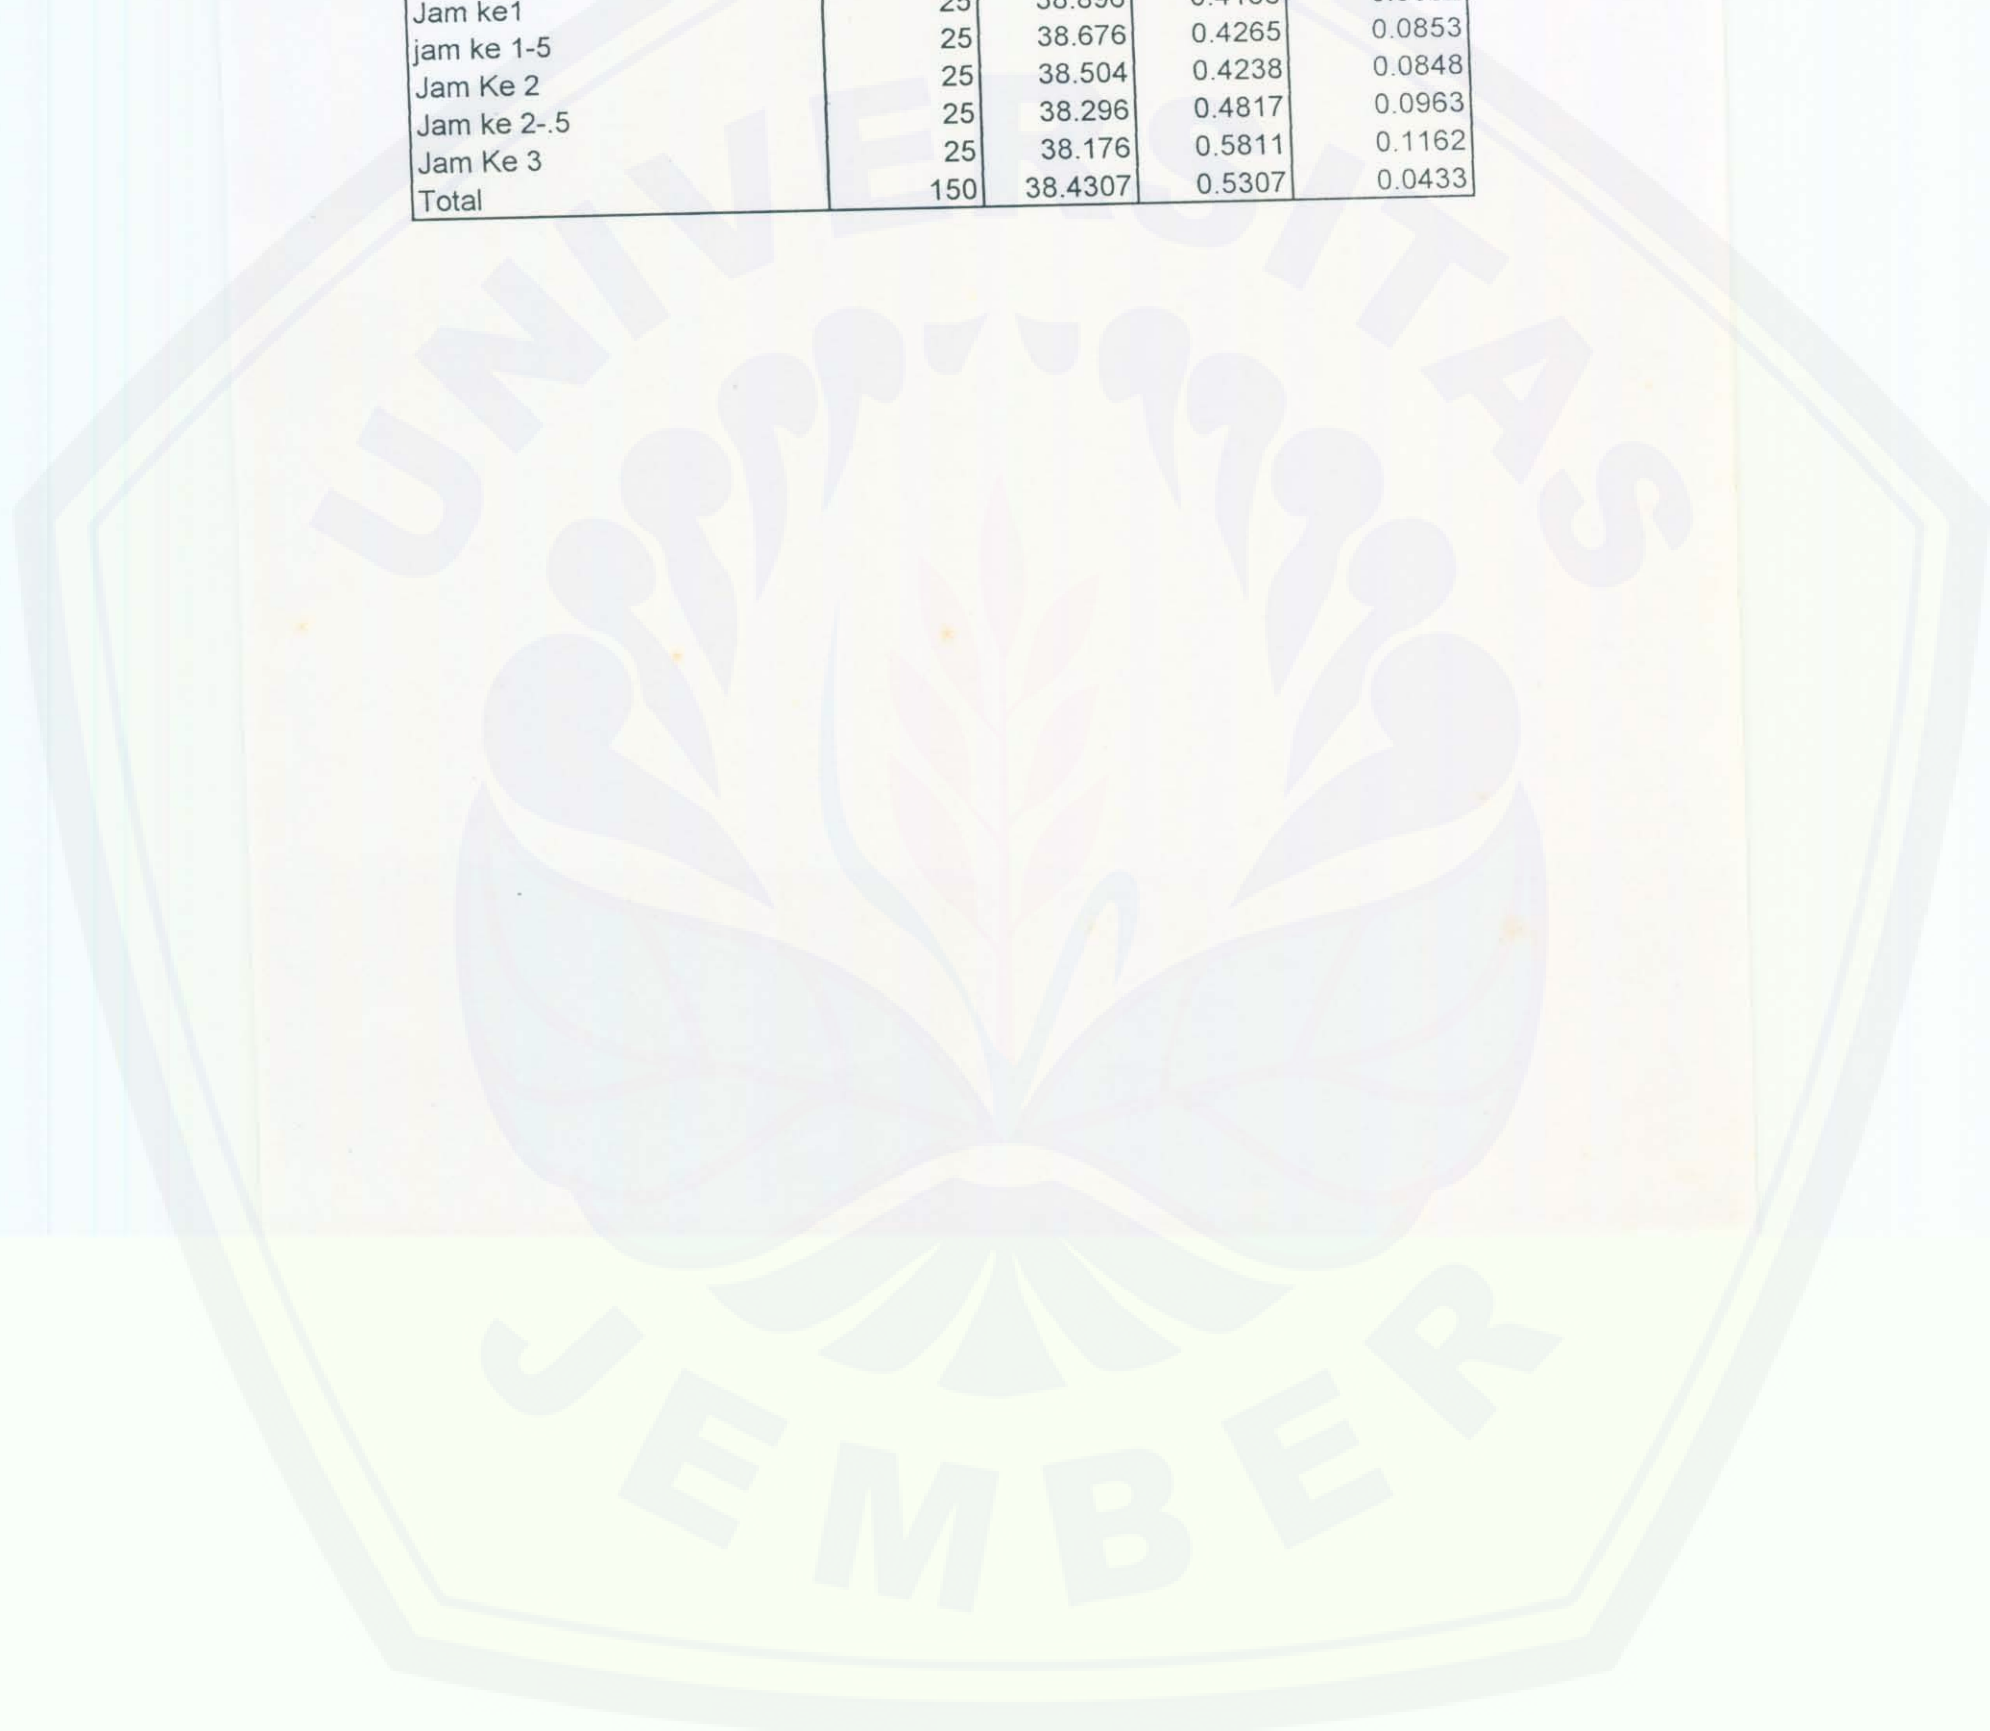 Jam ke1 25
jam ke 1-5 25 38.676 0.4265 0.0853
Jam Ke 2 25 38.504 0.4238 0.0848
Jam ke 2-.5 25 38.296 0.4817 0.0963
Jam Ke 3 25 38.176 0.5811 0.1162
Total 150 38.4307 0.5307 0.0433
UNIVERSITAS
JEMBER